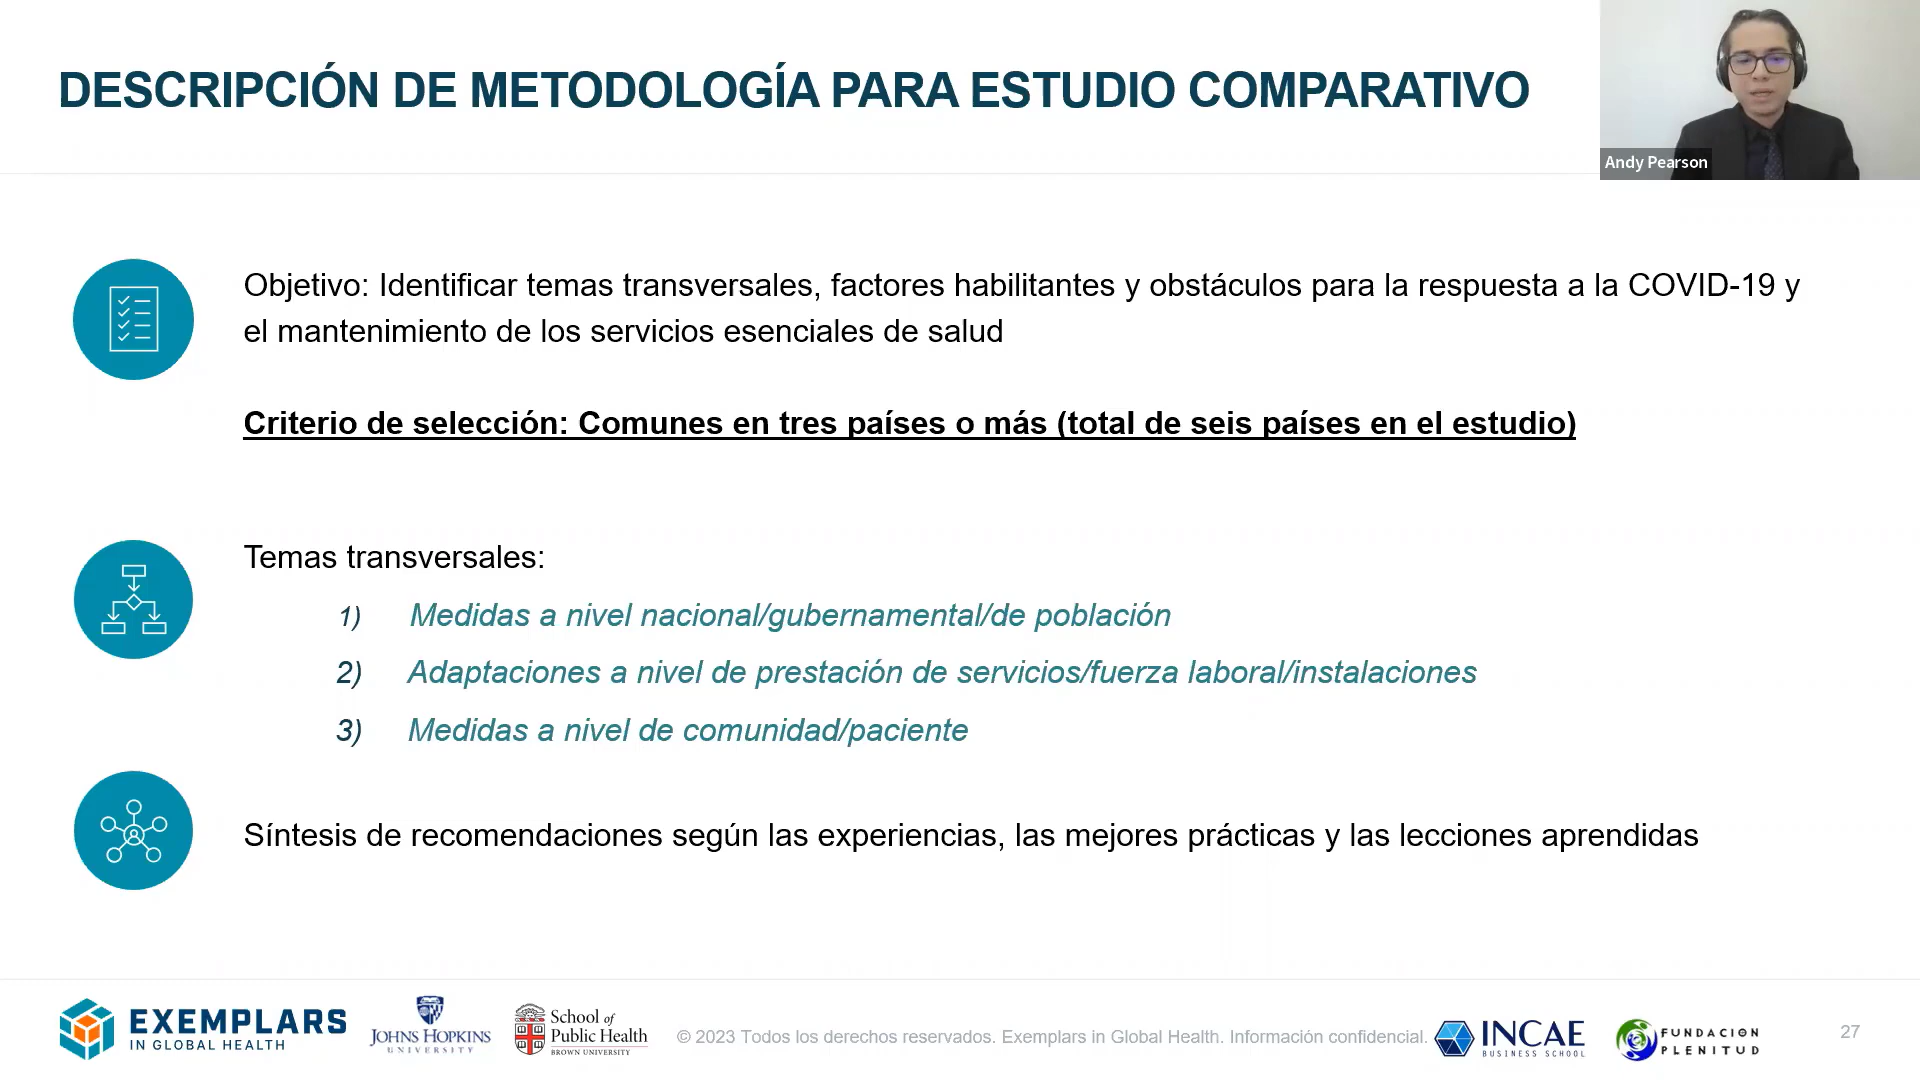 DESCRIPCIÓN DE METODOLOGÍA PARA ESTUDIO COMPARATIVO
Andy Pearson
Objetivo: Identificar temas transversales, factores habilitantes y obstáculos para la respuesta a la COVID-19 y
el mantenimiento de los servicios esenciales de salud
Criterio de selección: Comunes en tres países o más (total de seis países en el estudio)
Temas transversales:
1) Medidas a nivel nacional/gubernamental/de población
2) Adaptaciones a nivel de prestación de servicios/fuerza laboral/instalaciones
3) Medidas a nivel de comunidad/paciente
Síntesis de recomendaciones según las experiencias, las mejores prácticas y las lecciones aprendidas
EXEMPLARS
IN GLOBAL HEALTH
JOHNS HOPKINS
UNIVERSITY
School of
Public Health
BROWN UNIVERSITY
© 2023 Todos los derechos reservados. Exemplars in Global Health. Información confidencial.
INCAE
BUSINESS SCHOOL
FUNDACION
PLENITUD
27